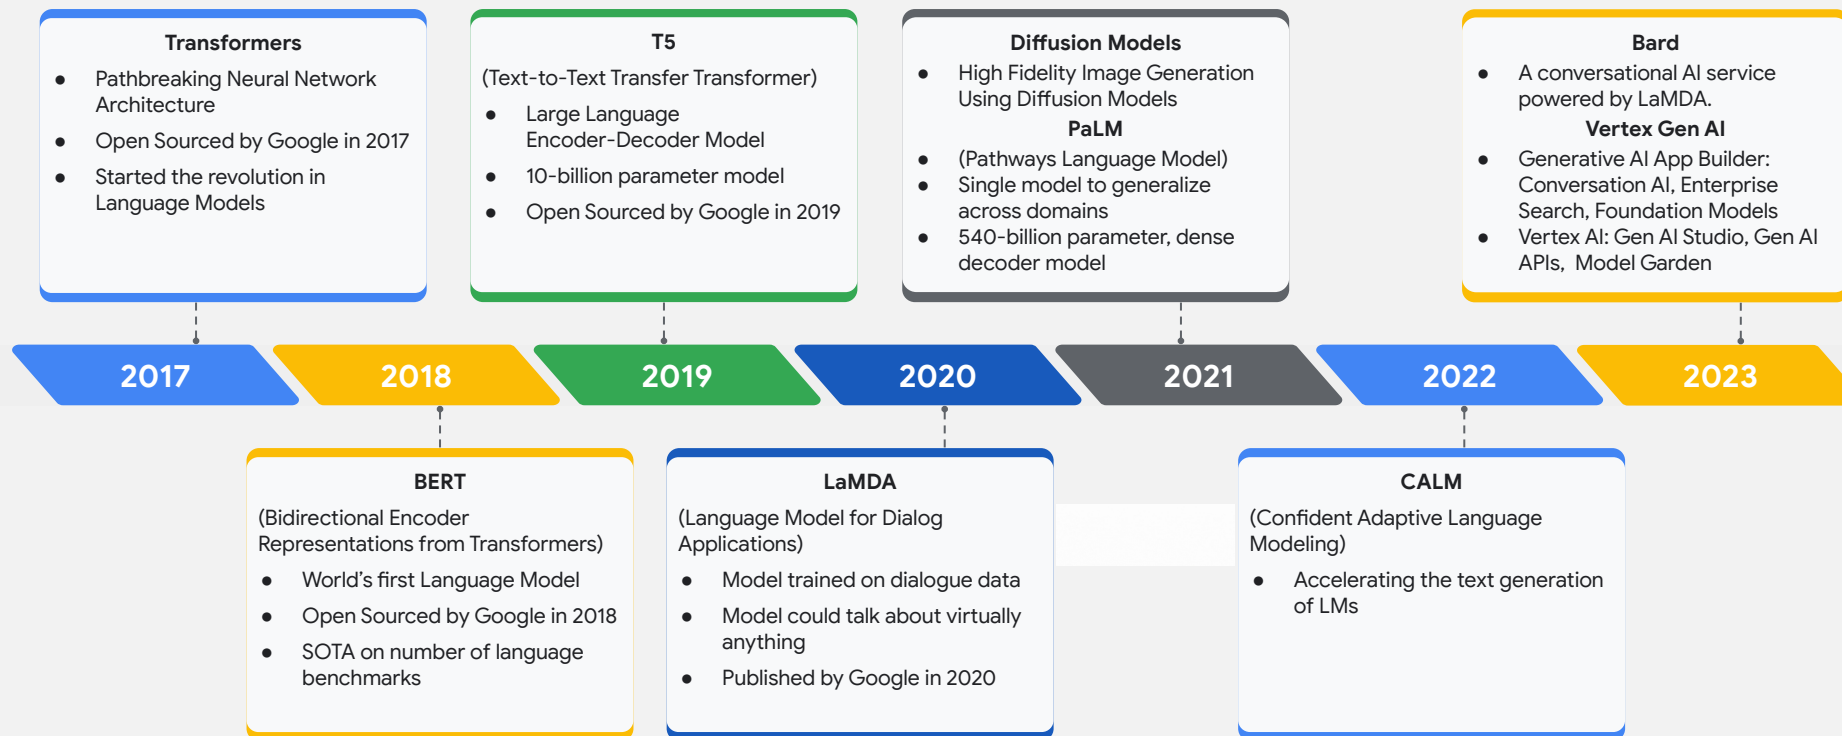 Transformers
● Pathbreaking Neural Network
Architecture
● Open Sourced by Google in 2017
● Started the revolution in
Language Models
T5
(Text-to-Text Transfer Transformer)
● Large Language
Encoder-Decoder Model
● 10-billion parameter model
● Open Sourced by Google in 2019
Diffusion Models
● High Fidelity Image Generation
Using Diffusion Models
PaLM
● (Pathways Language Model)
● Single model to generalize
across domains
● 540-billion parameter, dense
decoder model
Bard
● A conversational AI service
powered by LaMDA.
Vertex Gen AI
● Generative AI App Builder:
Conversation AI, Enterprise
Search, Foundation Models
● Vertex AI: Gen AI Studio, Gen AI
APIs, Model Garden
2017
2018
2019
2020
2021
2022
2023
BERT
(Bidirectional Encoder
Representations from Transformers)
● World's first Language Model
● Open Sourced by Google in 2018
● SOTA on number of language
benchmarks
LaMDA
(Language Model for Dialog
Applications)
● Model trained on dialogue data
● Model could talk about virtually
anything
● Published by Google in 2020
CALM
(Confident Adaptive Language
Modeling)
● Accelerating the text generation
of LMs